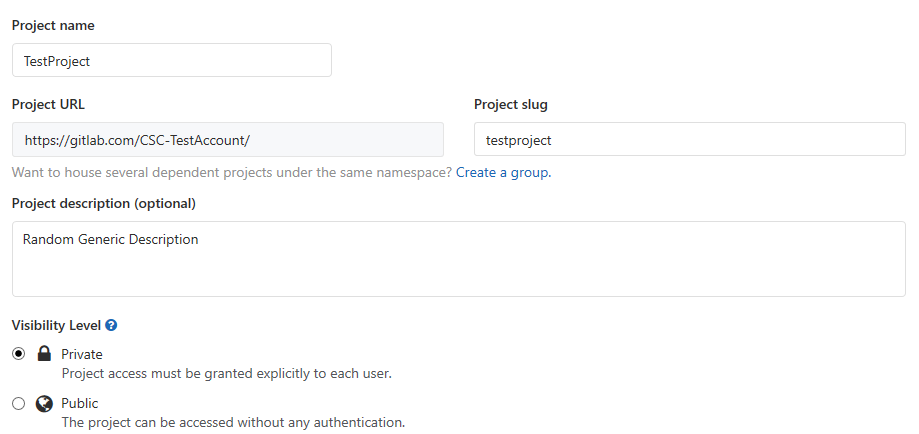 Project name
TestProject
Project URL
Project slug
https://gitlab.com/CSC-TestAccount/
testproject
Want to house several dependent projects under the same namespace? Create a group.
Project description (optional)
Random Generic Description
Visibility Level ?
Private
Project access must be granted explicitly to each user.
Public
The project can be accessed without any authentication.